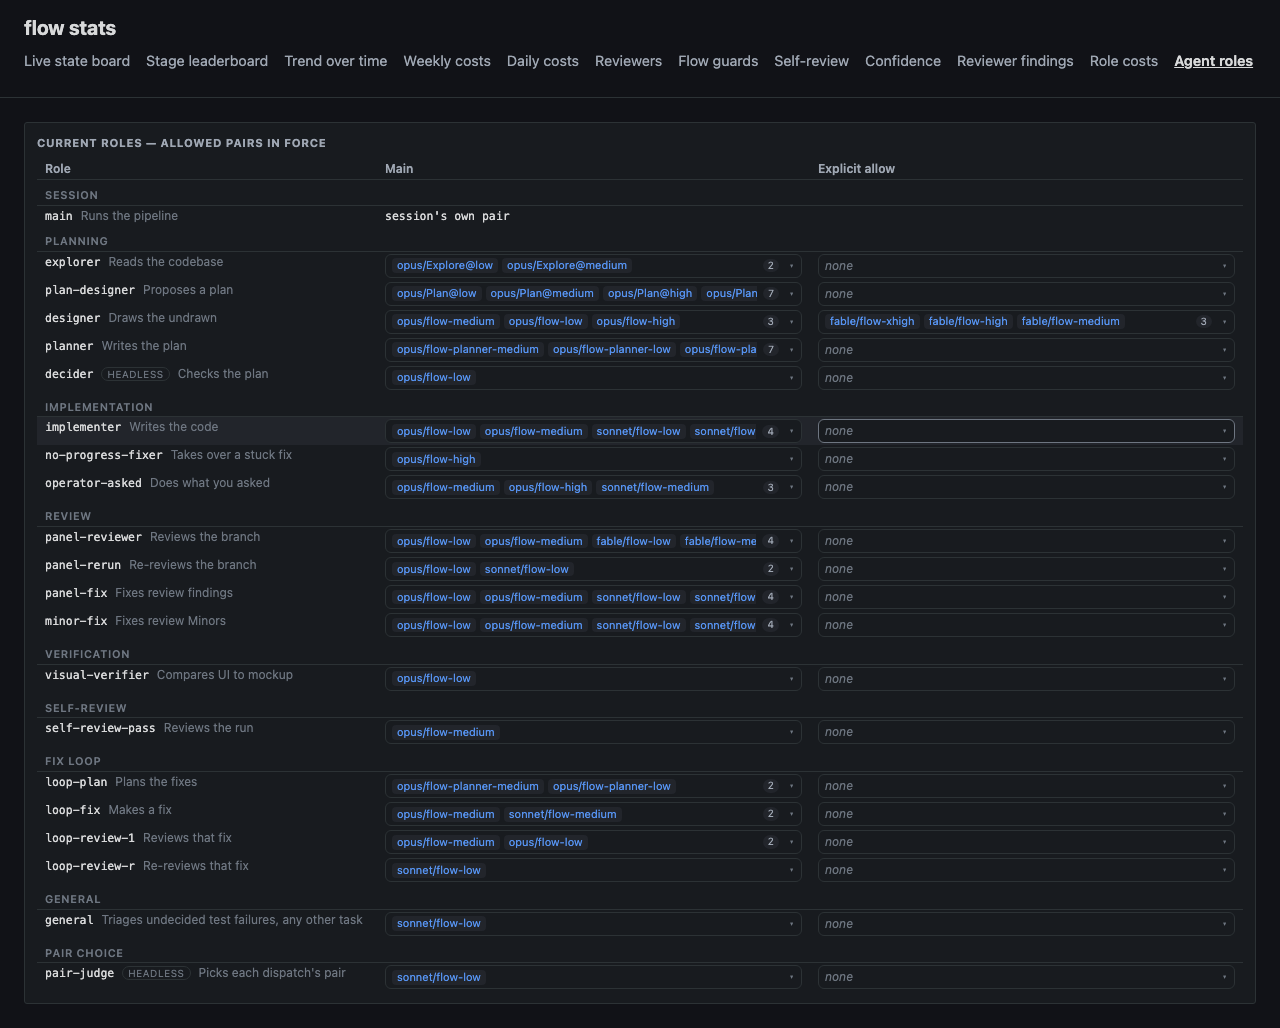 flow stats
Live state board Stage leaderboard Trend over time Weekly costs Daily costs Reviewers Flow guards Self-review Confidence Reviewer findings Role costs Agent roles
CURRENT ROLES — ALLOWED PAIRS IN FORCE
Role Main Explicit allow
SESSION
main Runs the pipeline session's own pair
PLANNING
explorer Reads the codebase opus/Explore@low opus/Explore@medium 2 none
plan-designer Proposes a plan opus/Plan@low opus/Plan@medium opus/Plan@high opus/Plan 7 none
designer Draws the undrawn opus/flow-medium opus/flow-low opus/flow-high 3 fable/flow-xhigh fable/flow-high fable/flow-medium 3
planner Writes the plan opus/flow-planner-medium opus/flow-planner-low opus/flow-pla 7 none
decider HEADLESS Checks the plan opus/flow-low none
IMPLEMENTATION
implementer Writes the code opus/flow-low opus/flow-medium sonnet/flow-low sonnet/flow 4 none
no-progress-fixer Takes over a stuck fix opus/flow-high none
operator-asked Does what you asked opus/flow-medium opus/flow-high sonnet/flow-medium 3 none
REVIEW
panel-reviewer Reviews the branch opus/flow-low opus/flow-medium fable/flow-low fable/flow-me 4 none
panel-rerun Re-reviews the branch opus/flow-low sonnet/flow-low 2 none
panel-fix Fixes review findings opus/flow-low opus/flow-medium sonnet/flow-low sonnet/flow 4 none
minor-fix Fixes review Minors opus/flow-low opus/flow-medium sonnet/flow-low sonnet/flow 4 none
VERIFICATION
visual-verifier Compares UI to mockup opus/flow-low none
SELF-REVIEW
self-review-pass Reviews the run opus/flow-medium none
FIX LOOP
loop-plan Plans the fixes opus/flow-planner-medium opus/flow-planner-low 2 none
loop-fix Makes a fix opus/flow-medium sonnet/flow-medium 2 none
loop-review-1 Reviews that fix opus/flow-medium opus/flow-low 2 none
loop-review-r Re-reviews that fix sonnet/flow-low none
GENERAL
general Triages undecided test failures, any other task sonnet/flow-low none
PAIR CHOICE
pair-judge HEADLESS Picks each dispatch's pair sonnet/flow-low none